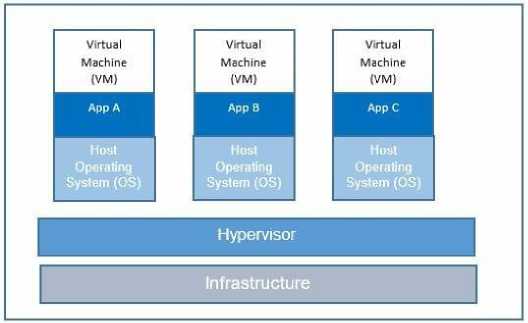 Virtual
Machine
(VM)
App A
Host
Operating
System (OS)
Virtual
Machine
(VM)
App B
Host
Operating
System (OS)
Virtual
Machine
(VM)
App C
Host
Operating
System (OS)
Hypervisor
Infrastructure